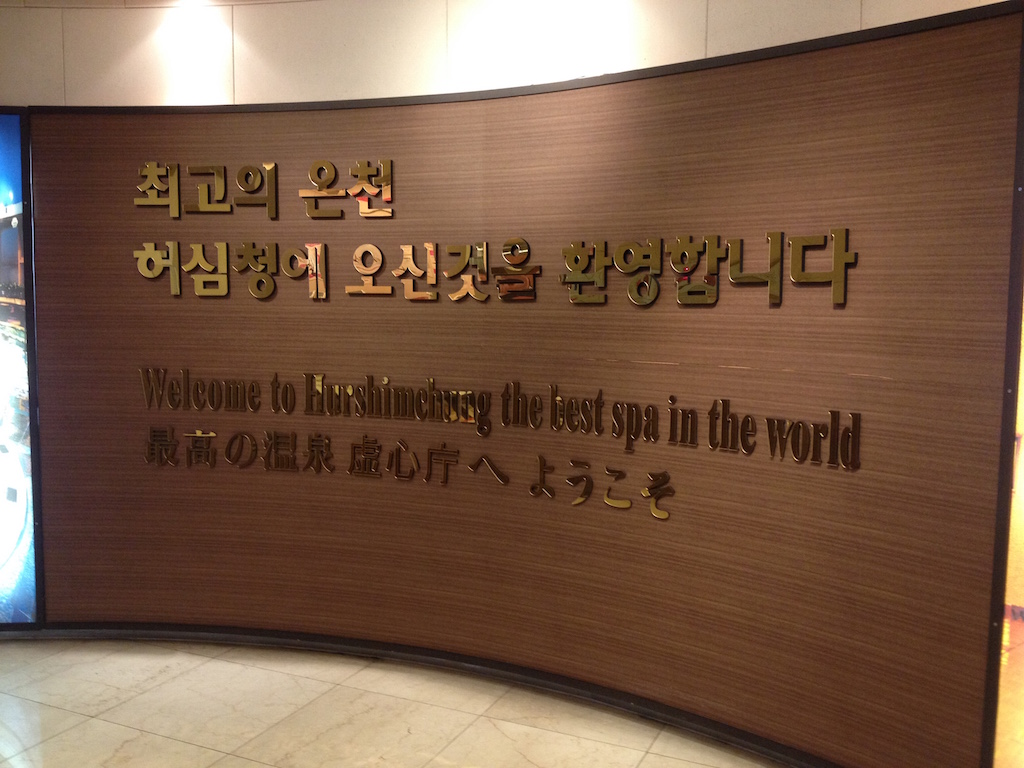 최고의 온천
허심청에 오신것을 환영합니다
Welcome to Hurshimchung the best spa in the world
最高の温泉 虚心庁へ ようこそ